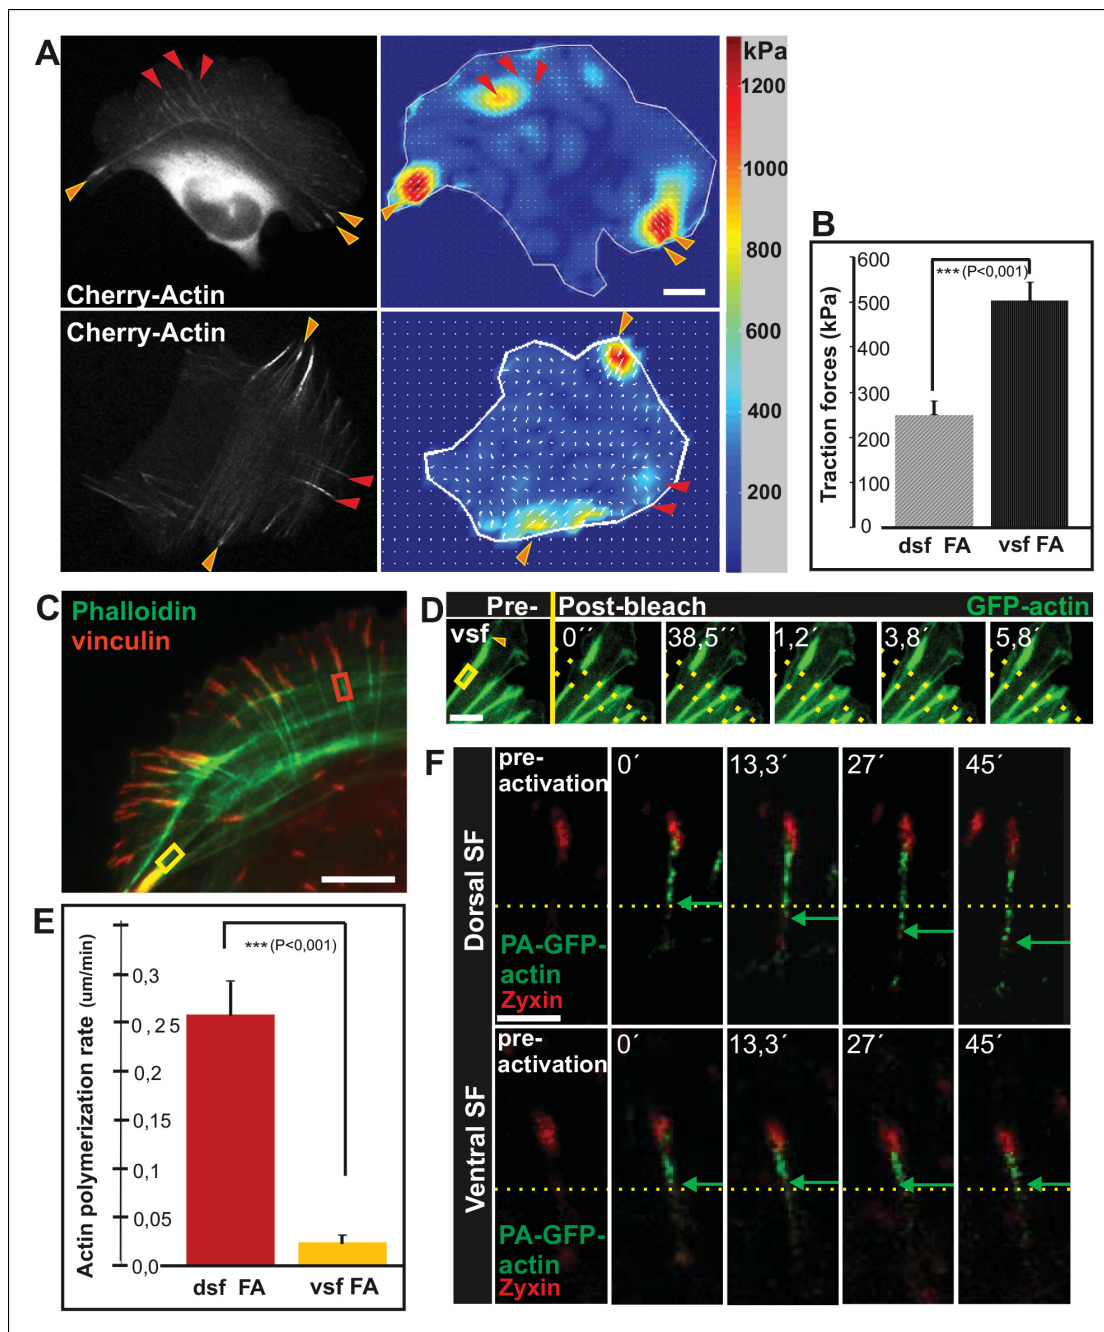 A
kPa
1200
1000
800
600
400
200
Cherry-Actin
Cherry-Actin
B
Traction forces (kPa)
600
500
400
300
200
100
0
***(P<0,001)
dsf FA
vsf FA
C
Phalloidin
vinculin
D
Pre-
Post-bleach
GFP-actin
vsf
0´´
38,5´´
1,2´
3,8´
5,8´
E
Actin polymerization rate (um/min)
0,3
0,25
0,2
0,15
0,1
0,05
0,0
***(P<0,001)
dsf FA
vsf FA
F
Dorsal SF
pre-
activation
0´
13,3´
27´
45´
PA-GFP-
actin
Zyxin
Ventral SF
pre-
activation
0´
13,3´
27´
45´
PA-GFP-
actin
Zyxin